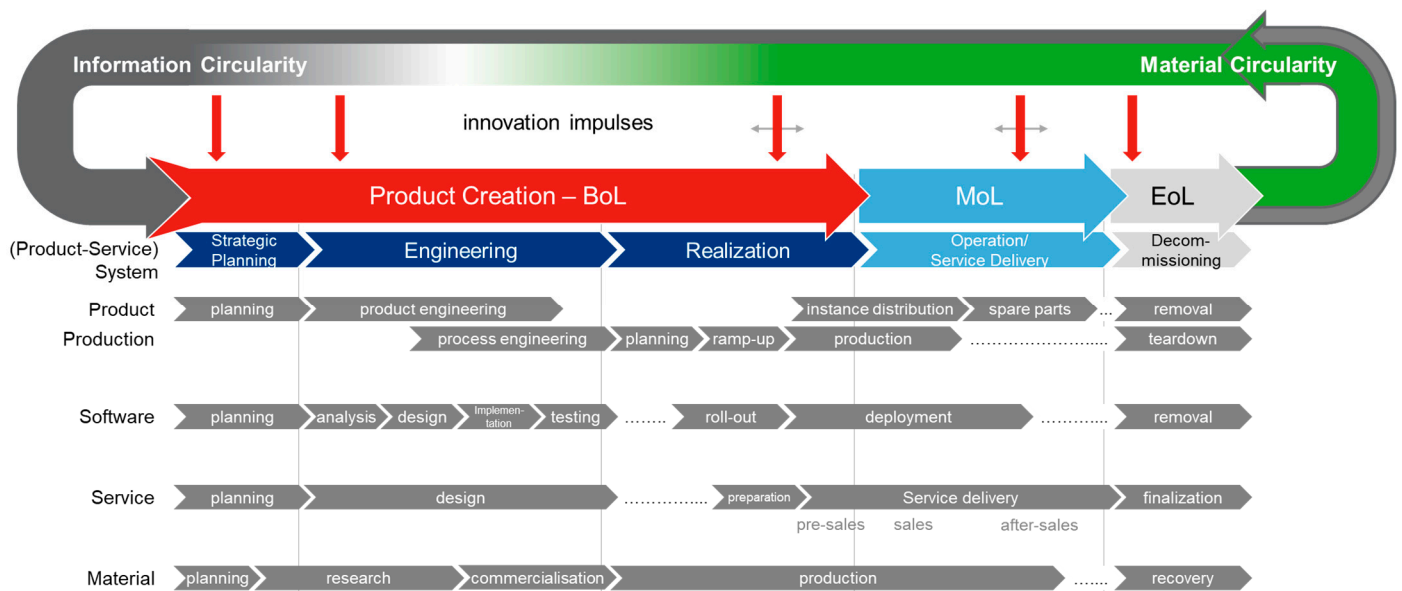 Information Circularity
Material Circularity
innovation impulses
Product Creation – BoL
MoL
EoL
(Product-Service)
System
Strategic
Planning
Engineering
Realization
Operation/
Service Delivery
Decom-
missioning
Product
planning
product engineering
instance distribution
spare parts
...
removal
Production
process engineering
planning
ramp-up
production
…………………....
teardown
Software
planning
analysis
design
Implemen-
tation
testing
……..
roll-out
deployment
………....
removal
Service
planning
design
…………....
preparation
Service delivery
finalization
pre-sales
sales
after-sales
Material
planning
research
commercialisation
production
…....
recovery